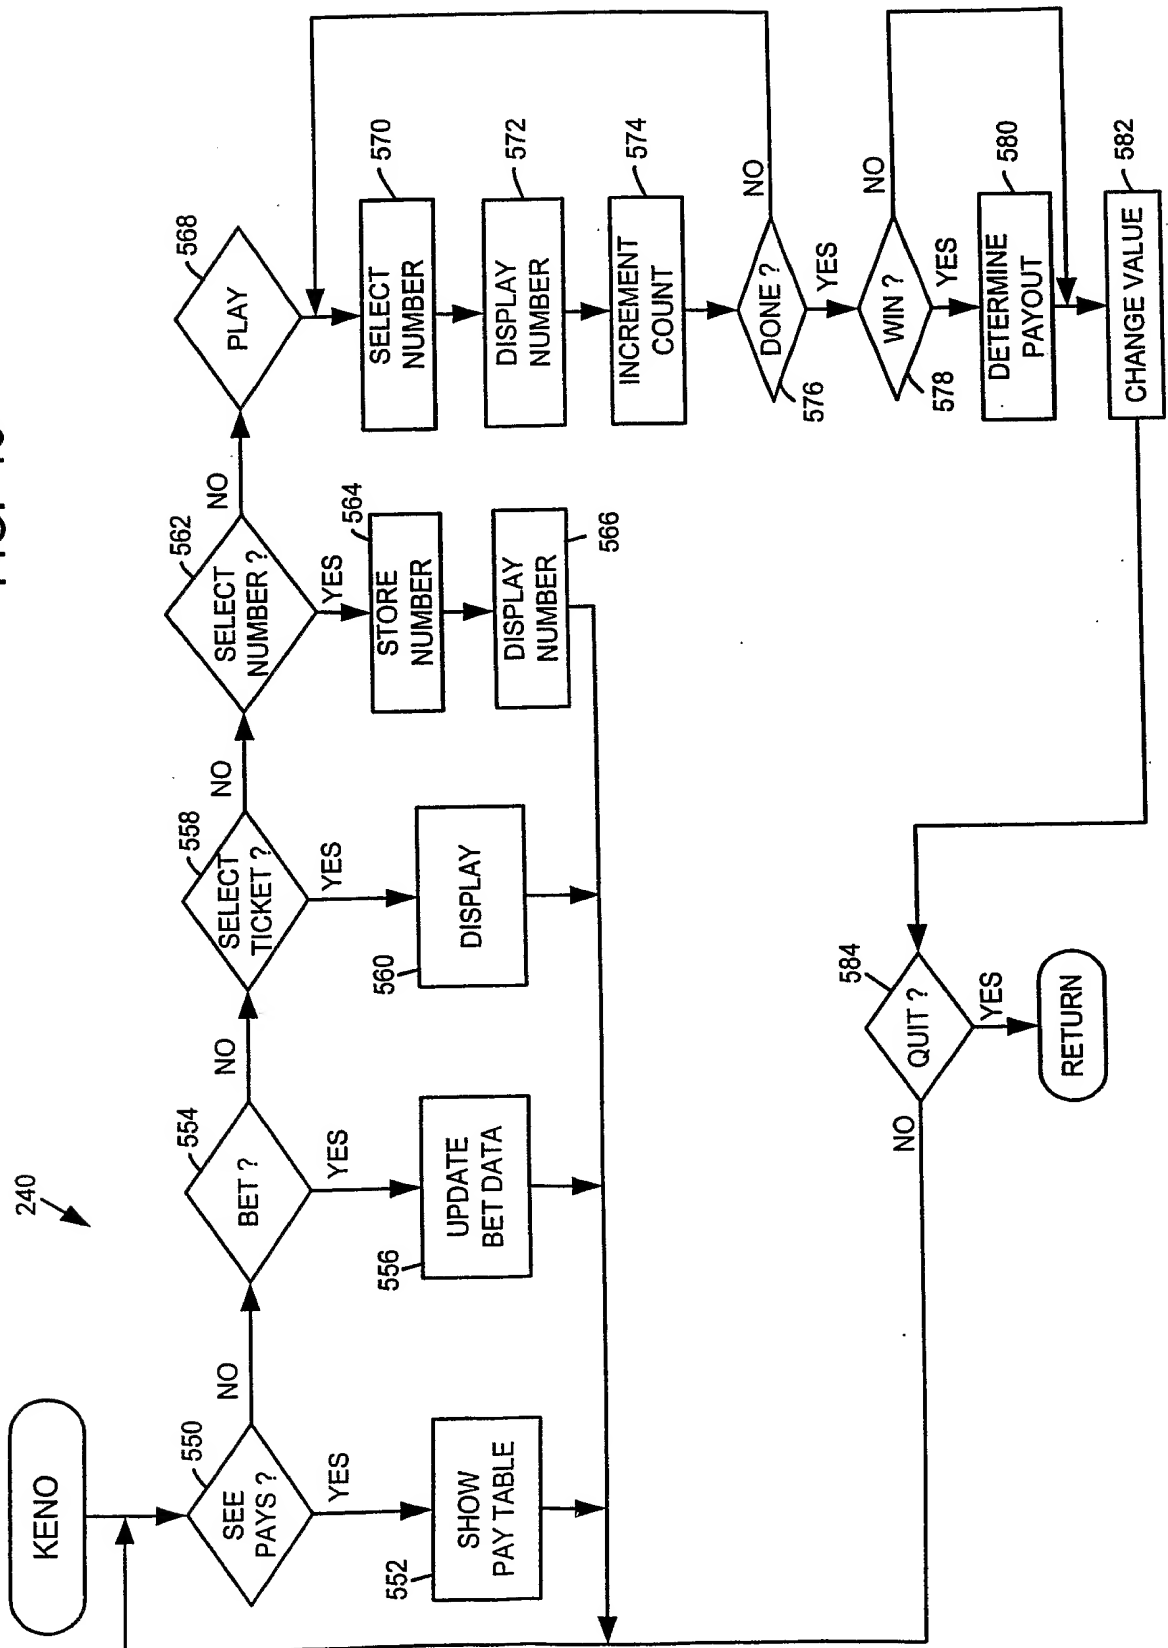 240
KENO
550
SEE
PAYS ?
NO
YES
552
SHOW
PAY TABLE
554
BET ?
NO
YES
556
UPDATE
BET DATA
558
SELECT
TICKET ?
NO
YES
560
DISPLAY
562
SELECT
NUMBER ?
NO
YES
564
STORE
NUMBER
566
DISPLAY
NUMBER
568
PLAY
570
SELECT
NUMBER
572
DISPLAY
NUMBER
574
INCREMENT
COUNT
576
DONE ?
NO
YES
578
WIN ?
NO
YES
580
DETERMINE
PAYOUT
582
CHANGE VALUE
584
QUIT ?
NO
YES
RETURN